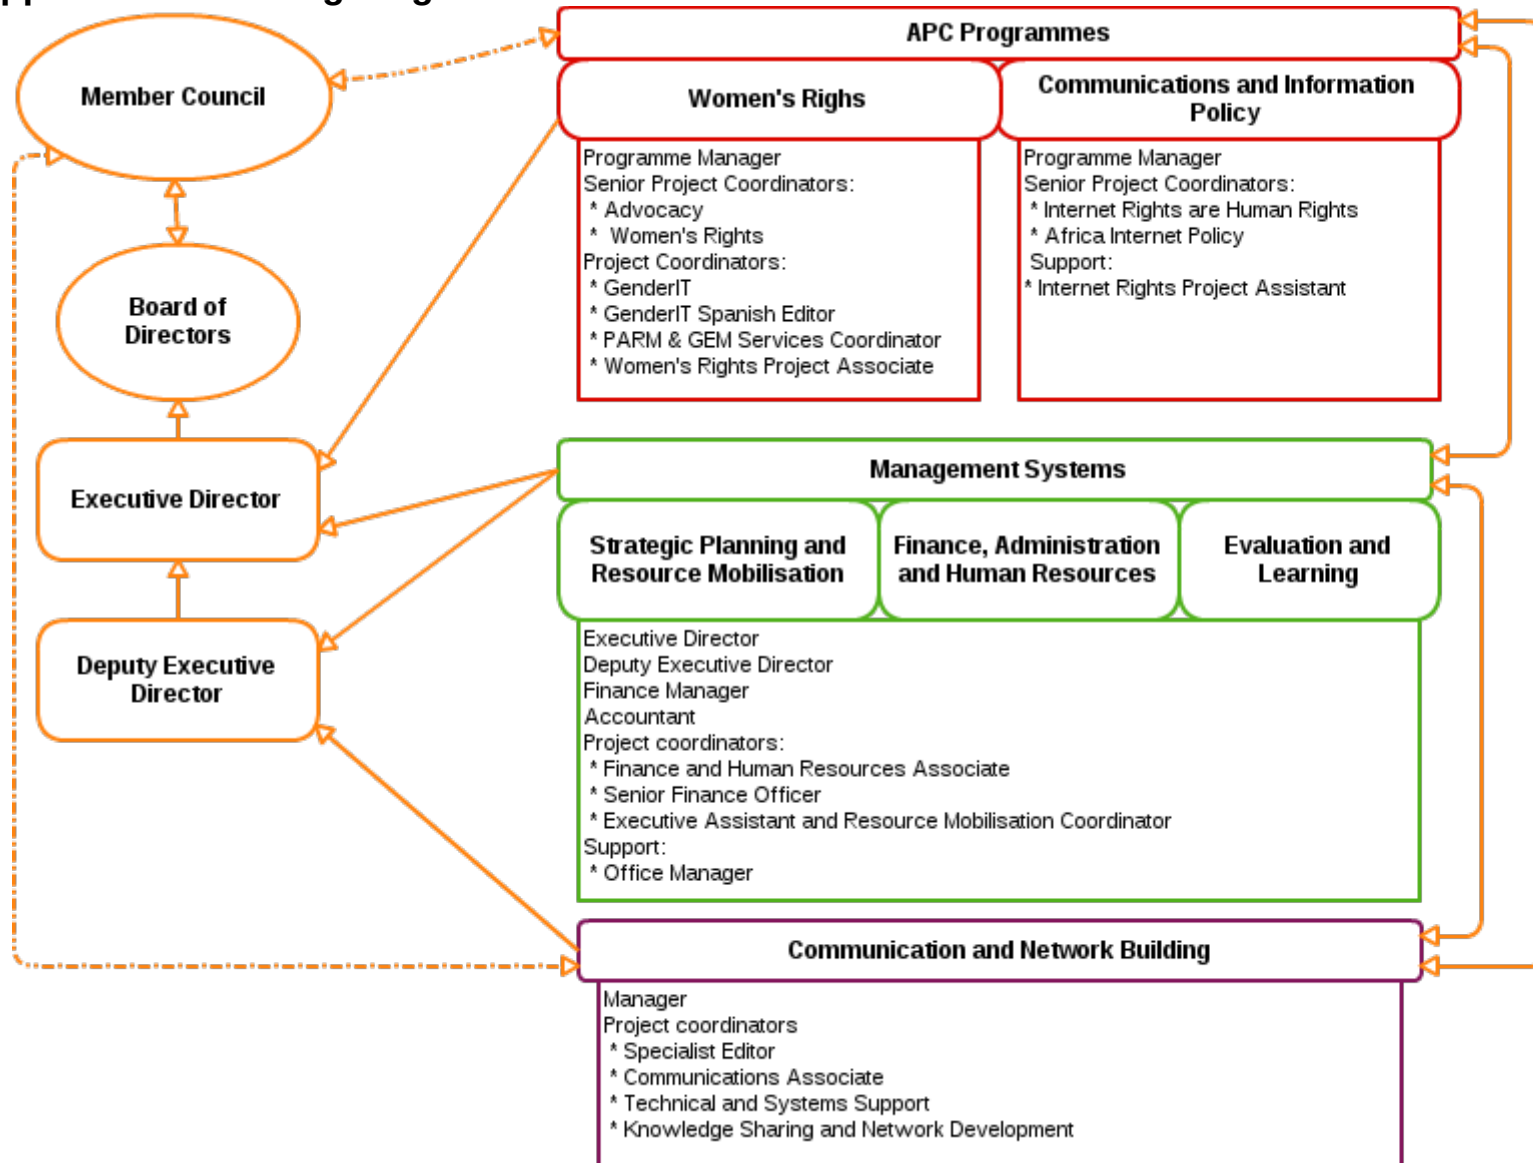 APC Programmes
Member Council
Women's Righs
Communications and Information
Policy
Programme Manager
Senior Project Coordinators:
* Advocacy
* Women's Rights
Project Coordinators:
* GenderIT
* GenderIT Spanish Editor
* PARM & GEM Services Coordinator
* Women's Rights Project Associate
Programme Manager
Senior Project Coordinators:
* Internet Rights are Human Rights
* Africa Internet Policy
Support:
* Internet Rights Project Assistant
Board of
Directors
Executive Director
Deputy Executive
Director
Management Systems
Strategic Planning and
Resource Mobilisation
Finance, Administration
and Human Resources
Evaluation and
Learning
Executive Director
Deputy Executive Director
Finance Manager
Accountant
Project coordinators:
* Finance and Human Resources Associate
* Senior Finance Officer
* Executive Assistant and Resource Mobilisation Coordinator
Support:
* Office Manager
Communication and Network Building
Manager
Project coordinators
* Specialist Editor
* Communications Associate
* Technical and Systems Support
* Knowledge Sharing and Network Development